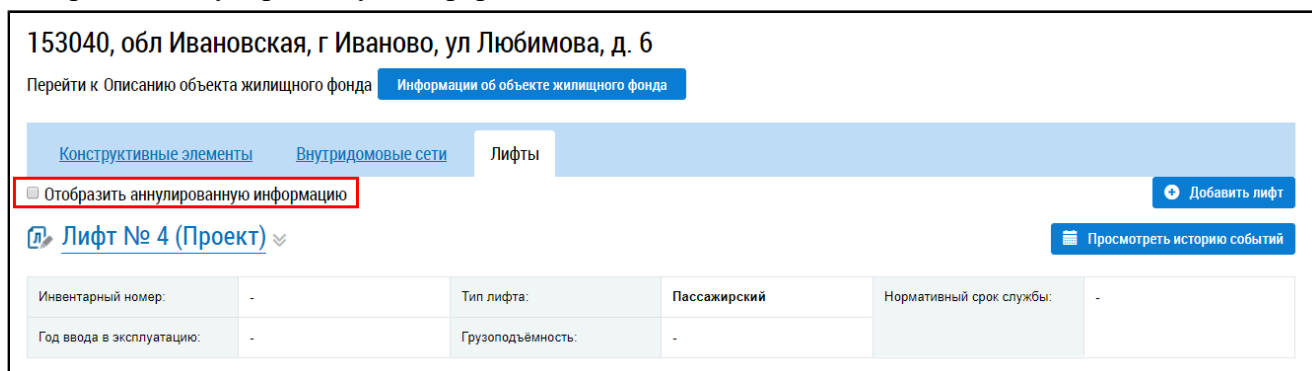 153040, обл Ивановская, г Иваново, ул Любимова, д. 6
Перейти к Описанию объекта жилищного фонда Информации об объекте жилищного фонда
Конструктивные элементы Внутридомовые сети Лифты
Отобразить аннулированную информацию Добавить лифт
Лифт № 4 (Проект) Просмотреть историю событий
Инвентарный номер: - Тип лифта: Пассажирский Нормативный срок службы: -
Год ввода в эксплуатацию: - Грузоподъёмность: -